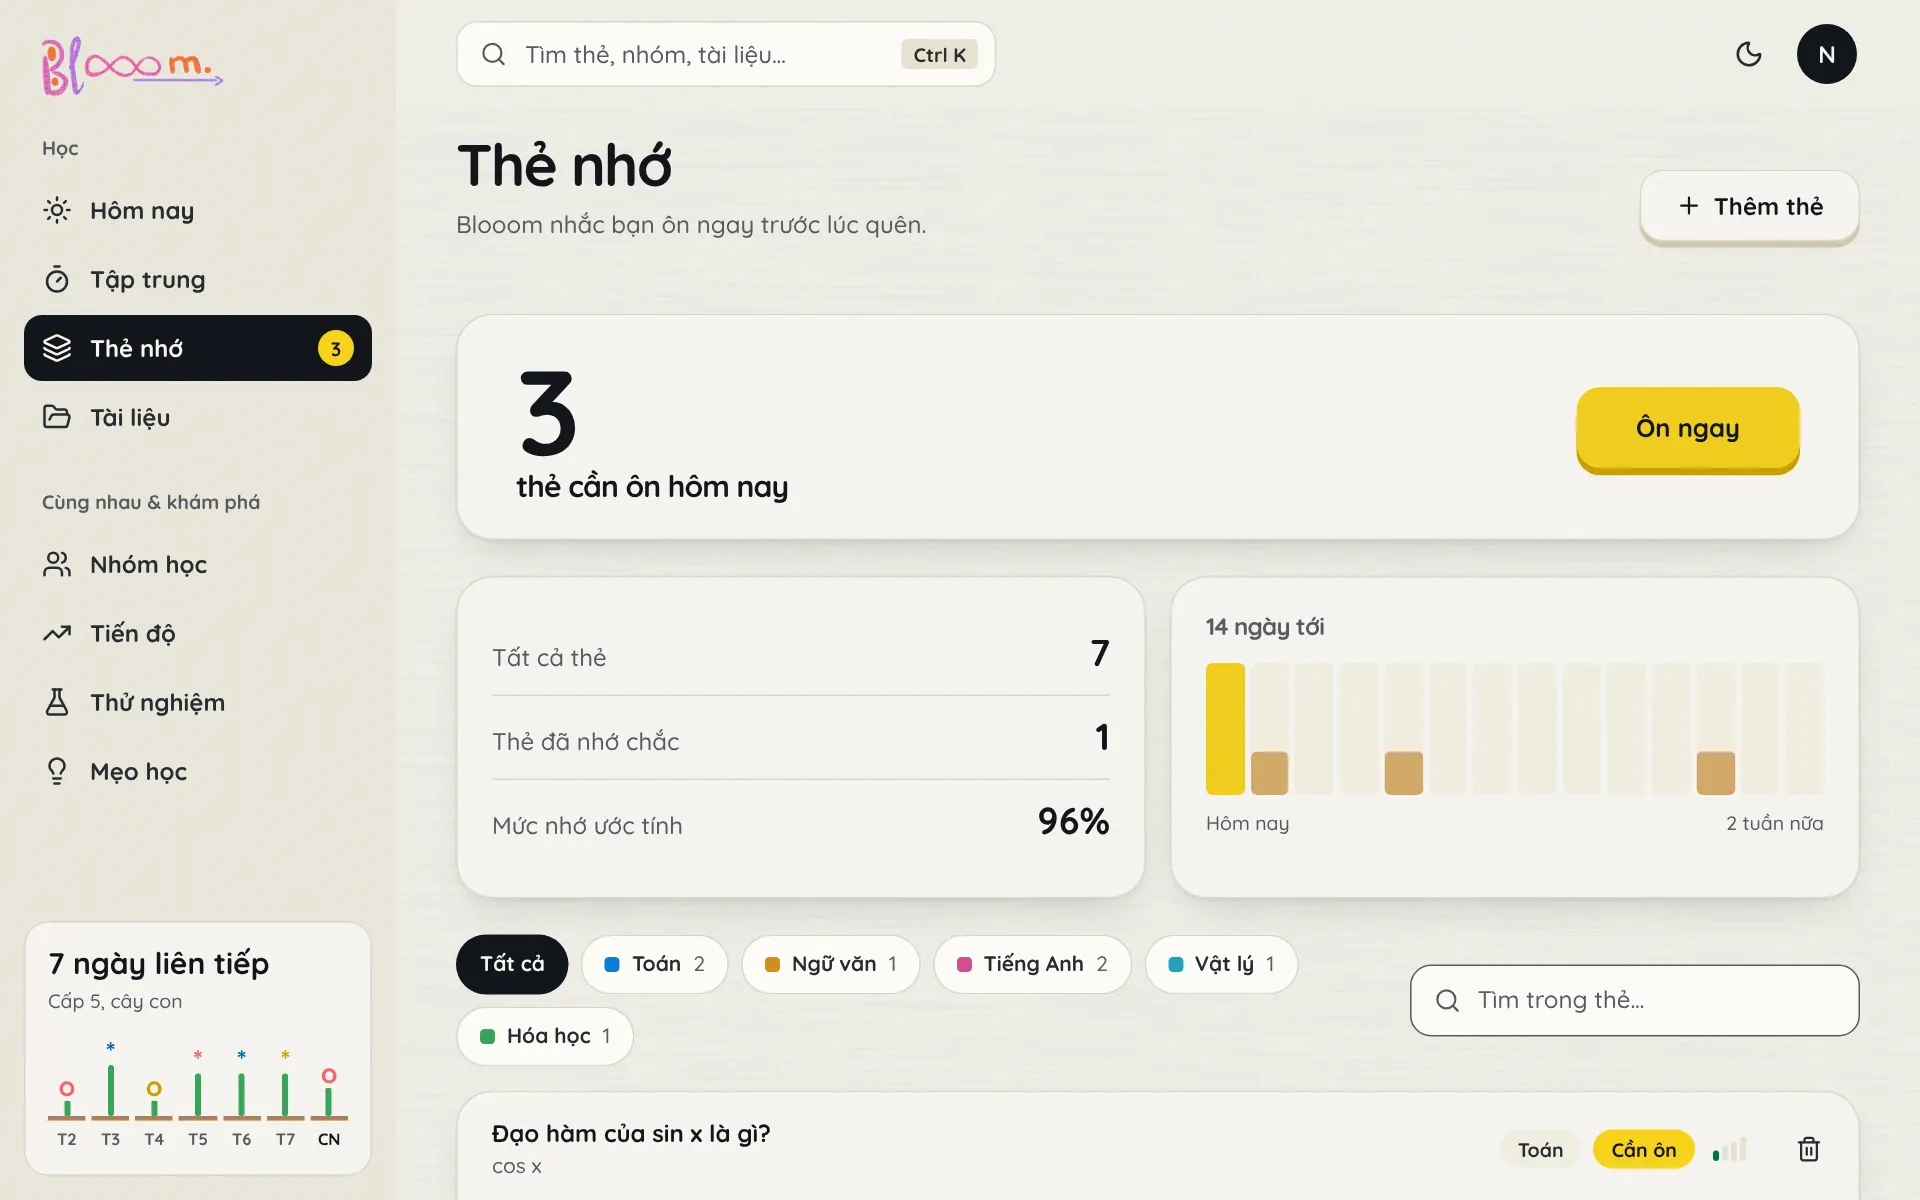 Blooom.
Học
Hôm nay
Tập trung
Thẻ nhớ 3
Tài liệu
Cùng nhau & khám phá
Nhóm học
Tiến độ
Thử nghiệm
Mẹo học
7 ngày liên tiếp
Cấp 5, cây con
T2 T3 T4 T5 T6 T7 CN
Tìm thẻ, nhóm, tài liệu... Ctrl K
N
Thẻ nhớ
Blooom nhắc bạn ôn ngay trước lúc quên.
+ Thêm thẻ
3
thẻ cần ôn hôm nay
Ôn ngay
Tất cả thẻ 7
Thẻ đã nhớ chắc 1
Mức nhớ ước tính 96%
14 ngày tới
Hôm nay 2 tuần nữa
Tất cả Toán 2 Ngữ văn 1 Tiếng Anh 2 Vật lý 1
Hóa học 1
Tìm trong thẻ...
Đạo hàm của sin x là gì?
cos x
Toán Cần ôn